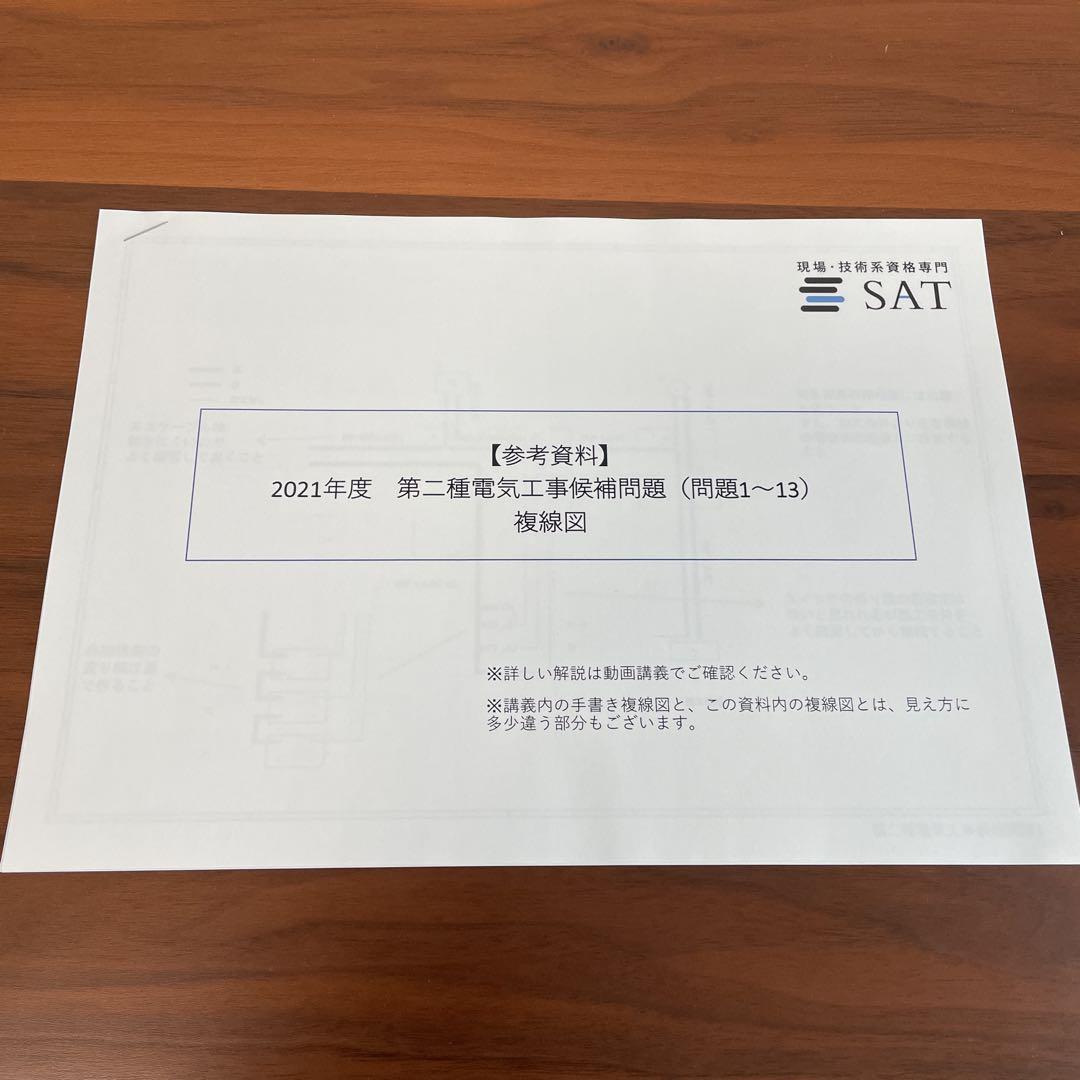 現場・技術系資格専門
SAT
【参考資料】
2021年度　第二種電気工事候補問題（問題1～13）
複線図
※詳しい解説は動画講義でご確認ください。
※講義内の手書き複線図と、この資料内の複線図とは、見え方に
多少違う部分もございます。